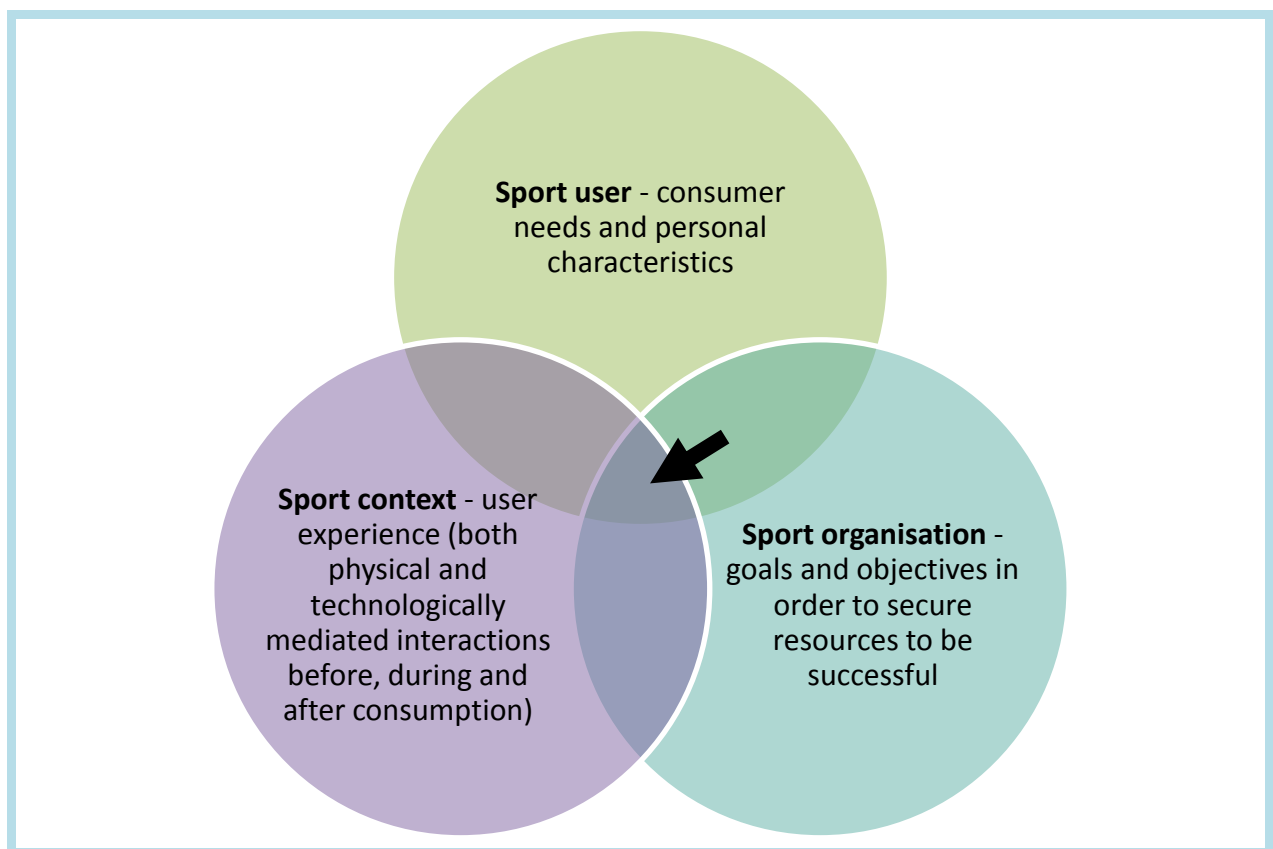 Sport user - consumer
needs and personal
characteristics
Sport context - user
experience (both
physical and
technologically
mediated interactions
before, during and
after consumption)
Sport organisation -
goals and objectives in
order to secure
resources to be
successful